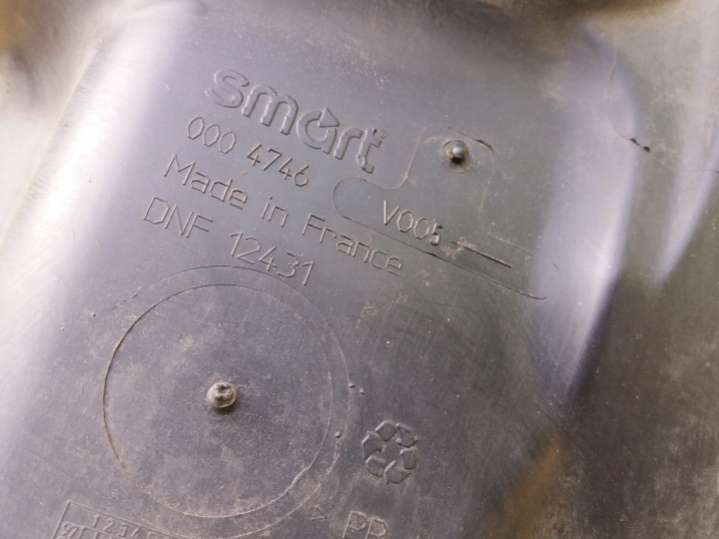 smart
000 4746
V005
Made in France
DNF 12431
PP